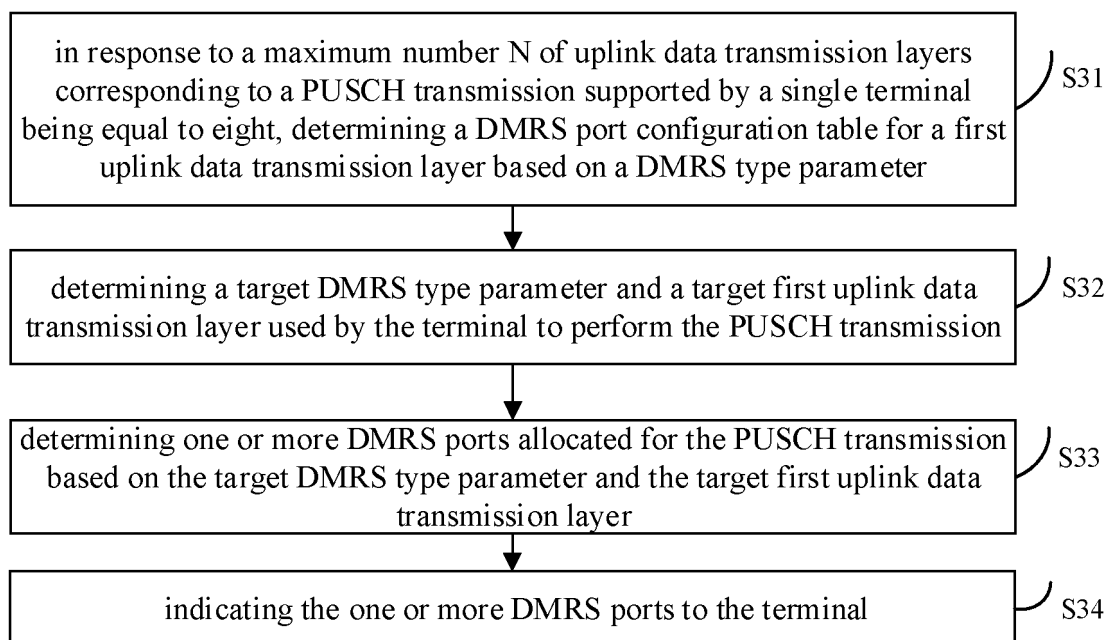 in response to a maximum number N of uplink data transmission layers
corresponding to a PUSCH transmission supported by a single terminal
being equal to eight, determining a DMRS port configuration table for a first
uplink data transmission layer based on a DMRS type parameter
S31
determining a target DMRS type parameter and a target first uplink data
transmission layer used by the terminal to perform the PUSCH transmission
S32
determining one or more DMRS ports allocated for the PUSCH transmission
based on the target DMRS type parameter and the target first uplink data
transmission layer
S33
indicating the one or more DMRS ports to the terminal
S34